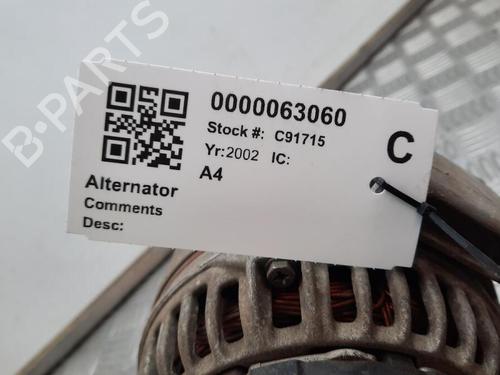 B-PARTS
0000063060
Stock #: C91715
Yr:2002 IC:
A4
C
Alternator
Comments
Desc: